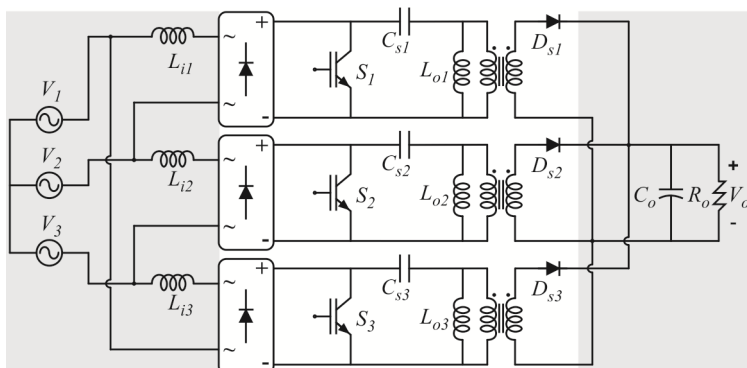 V1
V2
V3
Li1
Li2
Li3
~
~
+
-
S1
Cs1
Lo1
Ds1
~
~
+
-
S2
Cs2
Lo2
Ds2
~
~
+
-
S3
Cs3
Lo3
Ds3
Co
Ro
+
Vo
-